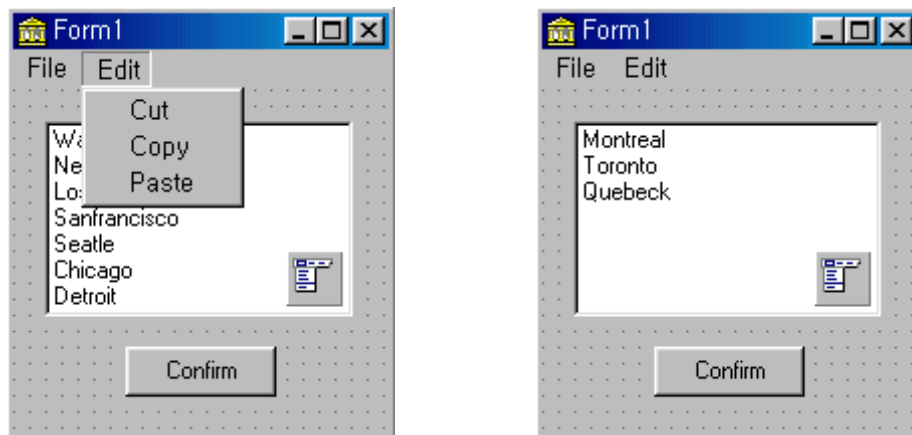 Form1
File Edit
Cut
Copy
Paste
Sanfrancisco
Seatle
Chicago
Detroit
Confirm
Form1
File Edit
Montreal
Toronto
Quebeck
Confirm